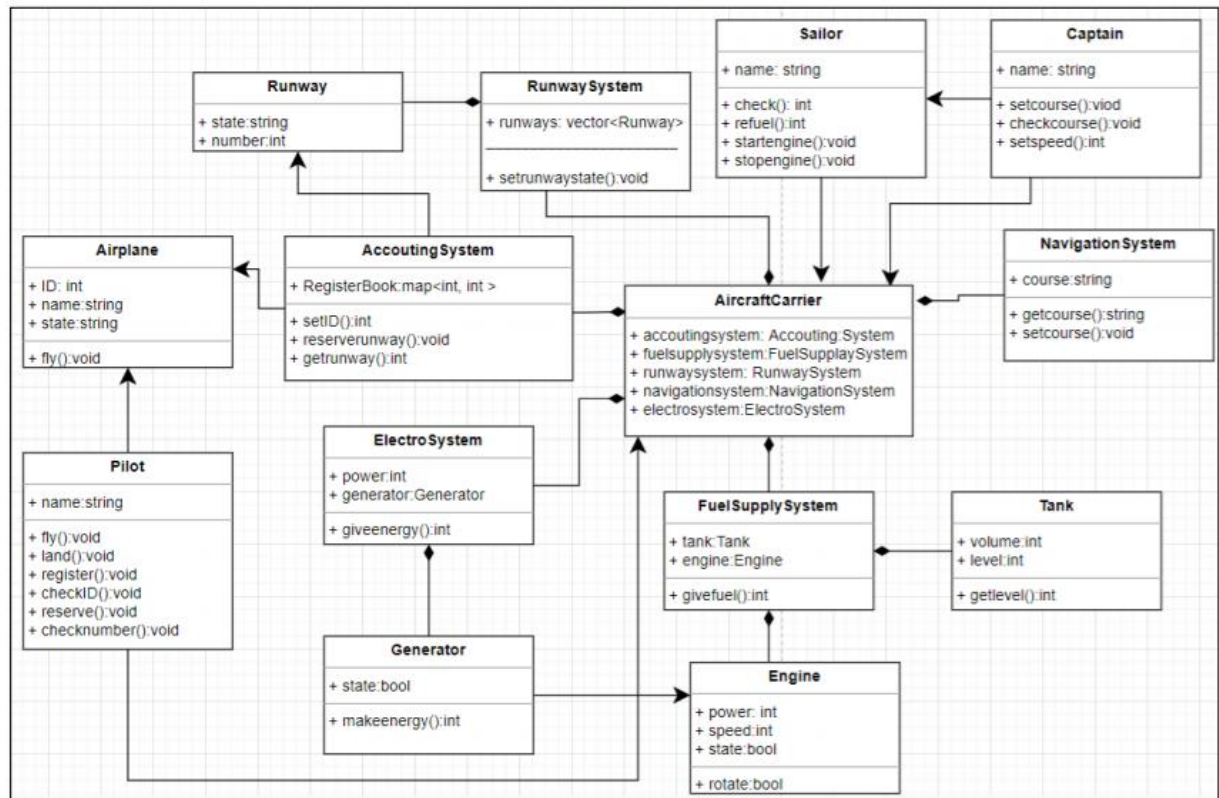 Sailor
+ name: string
+ check(): int
+ refuel():int
+ startengine():void
+ stopengine():void
Captain
+ name: string
+ setcourse():viod
+ checkcourse():void
+ setspeed():int
Runway
+ state:string
+ number:int
RunwaySystem
+ runways: vector<Runway>
+ setrunwaystate():void
Airplane
+ ID: int
+ name:string
+ state:string
+ fly():void
AccoutingSystem
+ RegisterBook:map<int, int >
+ setID():int
+ reserverunway():void
+ getrunway():int
NavigationSystem
+ course:string
+ getcourse():string
+ setcourse():void
AircraftCarrier
+ accoutingsystem: Accouting:System
+ fuelsupplysystem:FuelSupplaySystem
+ runwaysystem: RunwaySystem
+ navigationsystem:NavigationSystem
+ electrosystem:ElectroSystem
Pilot
+ name:string
+ fly():void
+ land():void
+ register():void
+ checkID():void
+ reserve():void
+ checknumber():void
ElectroSystem
+ power:int
+ generator:Generator
+ giveenergy():int
FuelSupplySystem
+ tank:Tank
+ engine:Engine
+ givefuel():int
Tank
+ volume:int
+ level:int
+ getlevel():int
Generator
+ state:bool
+ makeenergy():int
Engine
+ power: int
+ speed:int
+ state:bool
+ rotate:bool